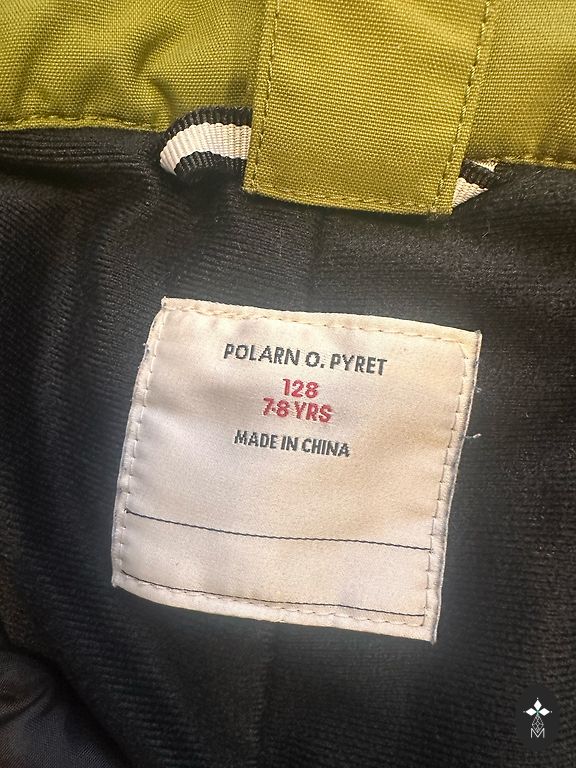 POLARN O. PYRET
128
7-8 YRS
MADE IN CHINA
M